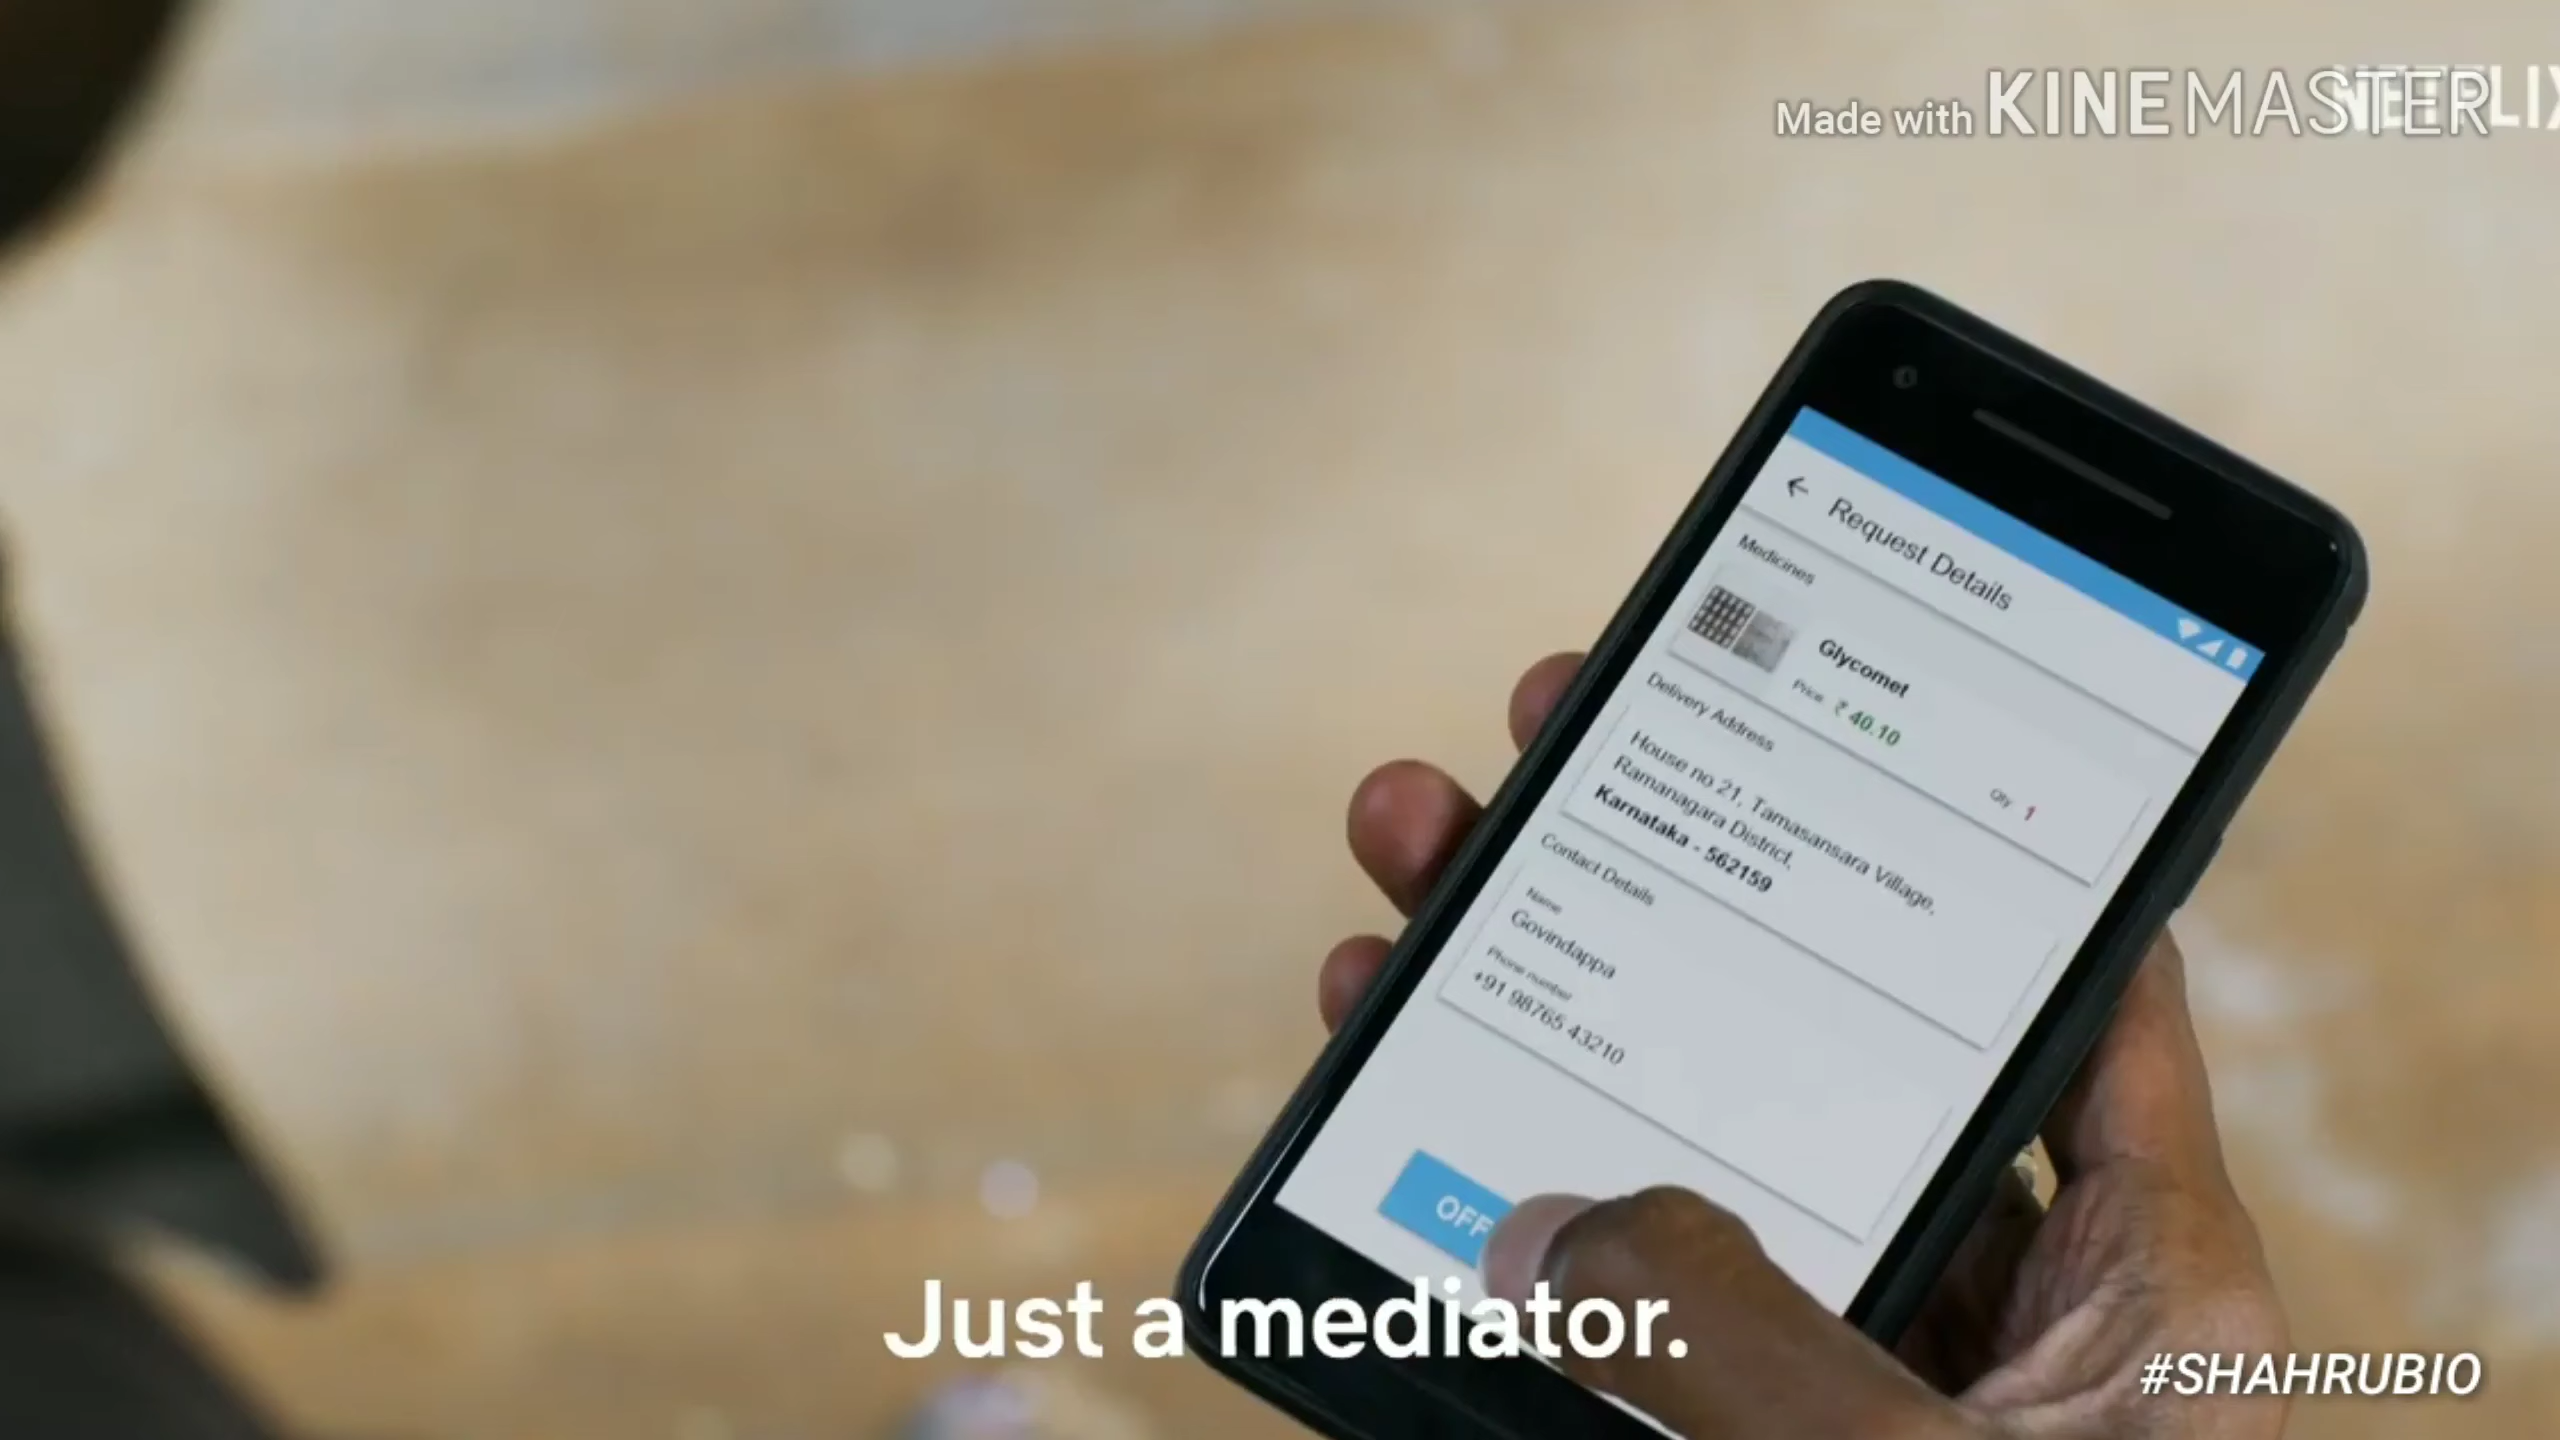 Made with KINEMASTER
NETFLIX
Request Details
Medicines
Glycomet
Price ₹ 40.10
Qty 1
Delivery Address
House no 21, Tamasansara Village,
Ramanagara District,
Karnataka - 562159
Contact Details
Name
Govindappa
Phone number
+91 98765 43210
OFF
Just a mediator.
#SHAHRUBIO